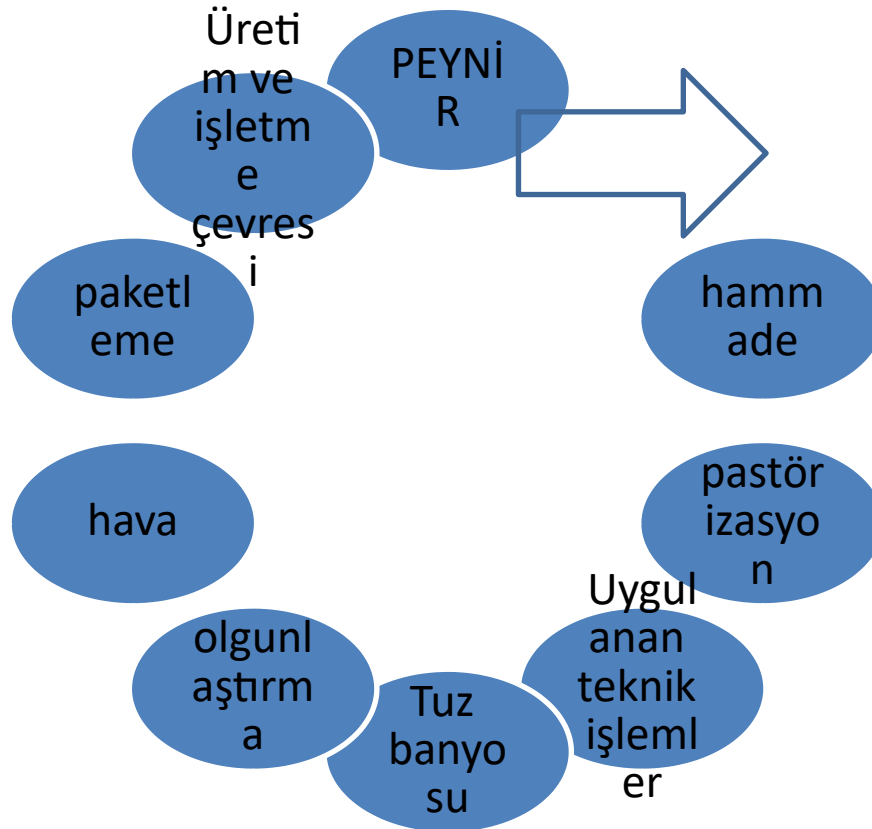 PEYNİ
R
hamm
ade
pastör
izasyo
n
Uygul
anan
teknik
işleml
er
Tuz
banyo
su
olgunl
aştırm
a
hava
paketl
eme
Üreti
m ve
işletm
e
çevres
i